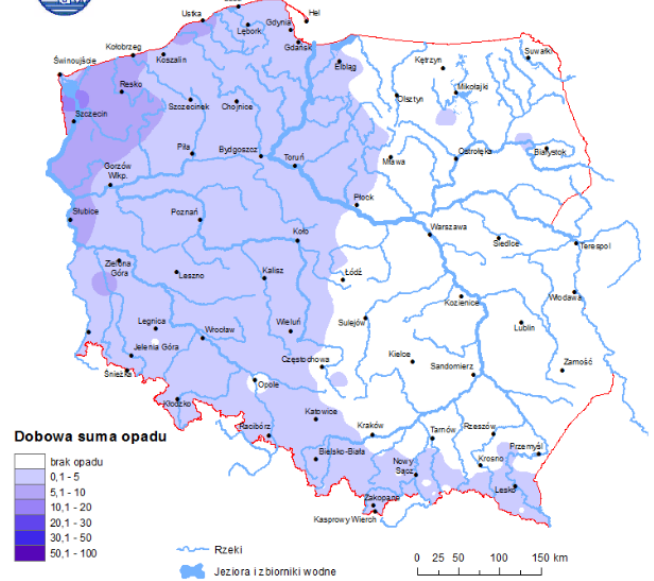 Ustka
Hel
Lębork
Gdynia
Gdańsk
Kołobrzeg
Koszalin
Świnoujście
Elbląg
Kętrzyn
Suwałki
Resko
Mikołajki
Szczecinek
Chojnice
Olsztyn
Szczecin
Piła
Bydgoszcz
Toruń
Mława
Ostrołęka
Białystok
Gorzów
Wlkp.
Płock
Słubice
Poznań
Koło
Warszawa
Siedlce
Terespol
Zielona
Góra
Leszno
Kalisz
Łódź
Kozienice
Włodawa
Legnica
Wrocław
Wieluń
Sulejów
Lublin
Jelenia Góra
Częstochowa
Kielce
Sandomierz
Zamość
Śnieżka
Opole
Kłodzko
Katowice
Racibórz
Kraków
Tarnów
Rzeszów
Przemyśl
Bielsko-Biała
Nowy
Sącz
Krosno
Lesko
Zakopane
Kasprowy Wierch
Dobowa suma opadu
brak opadu
0,1 - 5
5,1 - 10
10,1 - 20
20,1 - 30
30,1 - 50
50,1 - 100
Rzeki
Jeziora i zbiorniki wodne
0 25 50 100 150 km